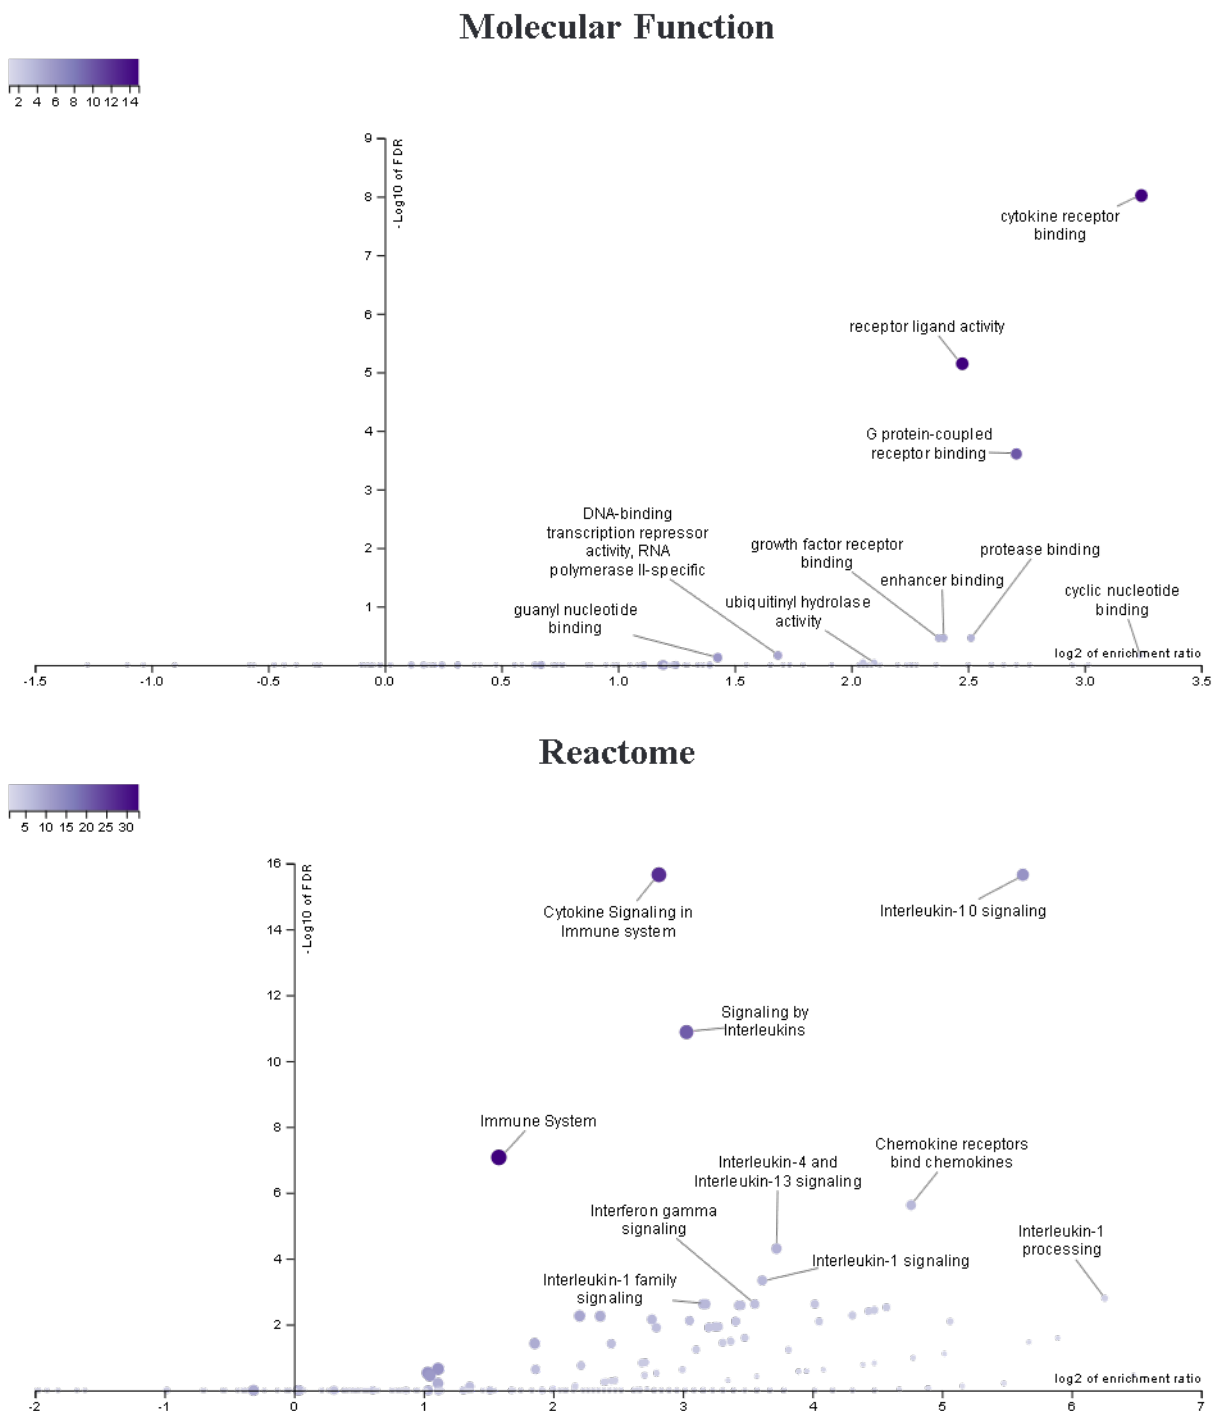 Molecular Function
2 4 6 8 10 12 14
9
-Log10 of FDR
8
cytokine receptor
binding
7
6
receptor ligand activity
5
G protein-coupled
receptor binding
4
3
DNA-binding
transcription repressor
activity, RNA
polymerase II-specific
growth factor receptor
binding
protease binding
2
enhancer binding
cyclic nucleotide
binding
guanyl nucleotide
binding
ubiquitinyl hydrolase
activity
1
log2 of enrichment ratio
-1.5 -1.0 -0.5 0.0 0.5 1.0 1.5 2.0 2.5 3.0 3.5
Reactome
5 10 15 20 25 30
16
-Log10 of FDR
Cytokine Signaling in
Immune system
Interleukin-10 signaling
14
12
Signaling by
Interleukins
10
8
Immune System
Chemokine receptors
bind chemokines
Interleukin-4 and
Interleukin-13 signaling
6
Interferon gamma
signaling
Interleukin-1
processing
4
Interleukin-1 signaling
Interleukin-1 family
signaling
2
log2 of enrichment ratio
-2 -1 0 1 2 3 4 5 6 7